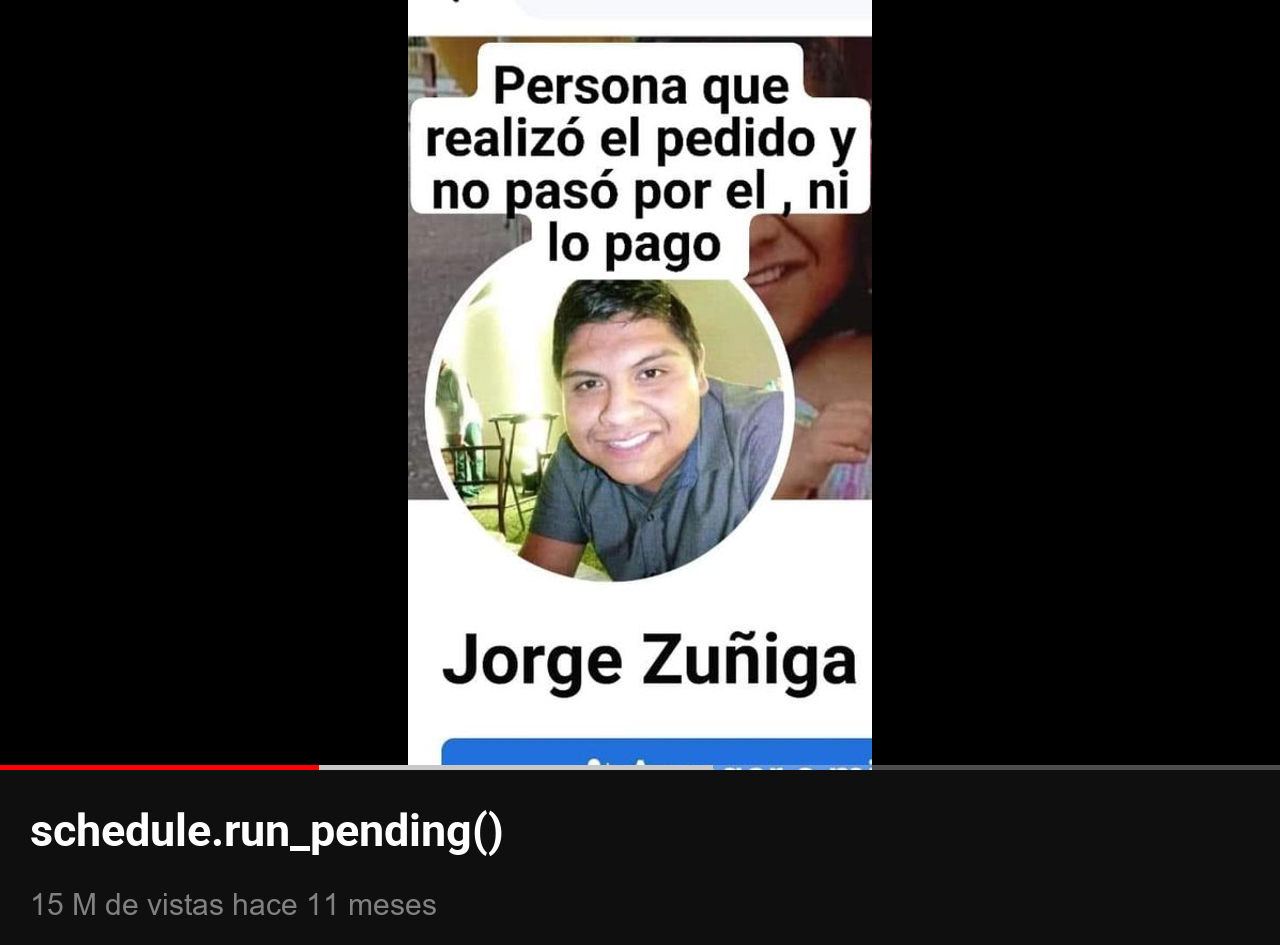 Persona que
realizó el pedido y
no pasó por el , ni
lo pago
Jorge Zuñiga
schedule.run_pending()
15 M de vistas hace 11 meses